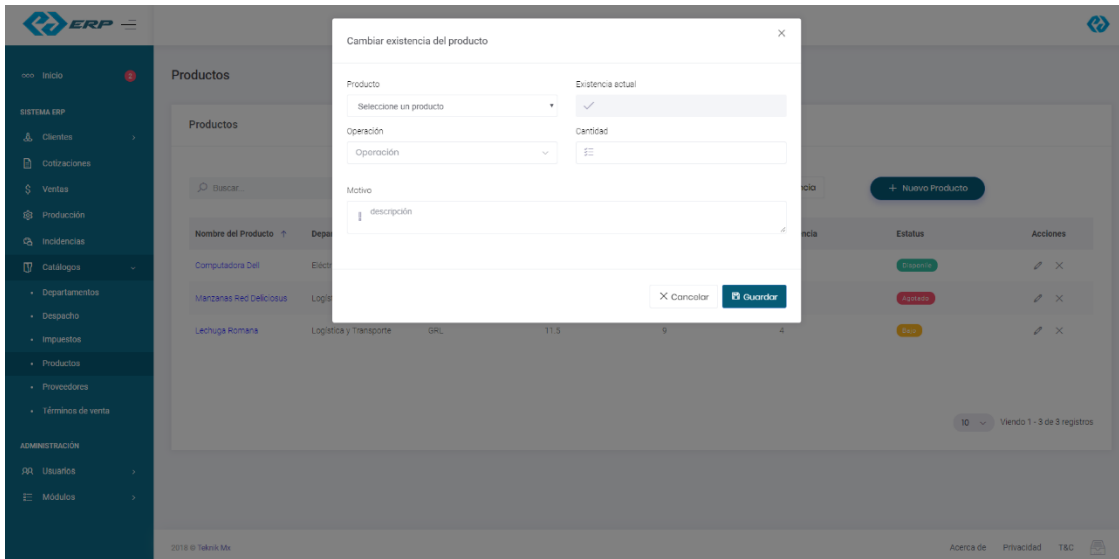 ERP
Cambiar existencia del producto
Inicio 2
Productos
Producto Existencia actual
Seleccione un producto
SISTEMA ERP
Productos
Operación Cantidad
Clientes
Operación
Cotizaciones
Ventas
Buscar...
Motivo
+ Nuevo Producto
descripción
Producción
Incidencias
Nombre del Producto ↑ Estatus Acciones
Catálogos
Computadora Dell
Departamentos
Manzanas Red Deliciosus Agotado
Cancelar Guardar
Despacho
Lechuga Romana Logística y Transporte GRL 11.5 9 4 Bajo
Impuestos
Productos
Proveedores
Términos de venta
10 Viendo 1 - 3 de 3 registros
ADMINISTRACIÓN
Usuarios
Módulos
2018 © Teknik.Mx Acerca de Privacidad T&C